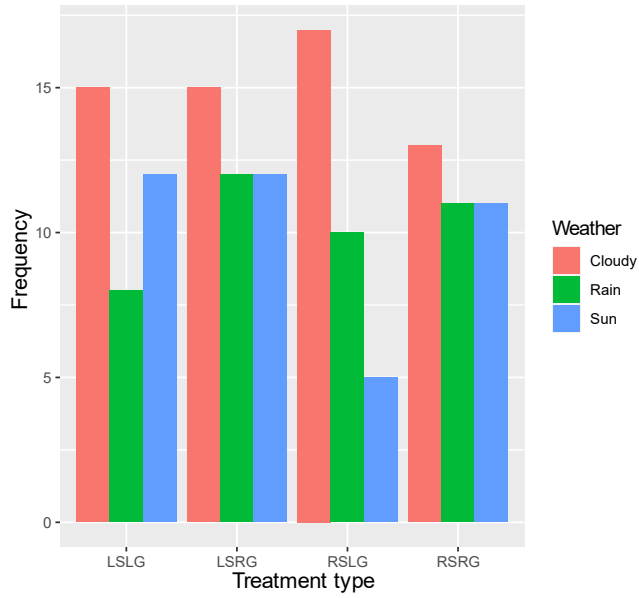 15
10
5
0
Frequency
LSLG LSRG RSLG RSRG
Treatment type
Weather
Cloudy
Rain
Sun